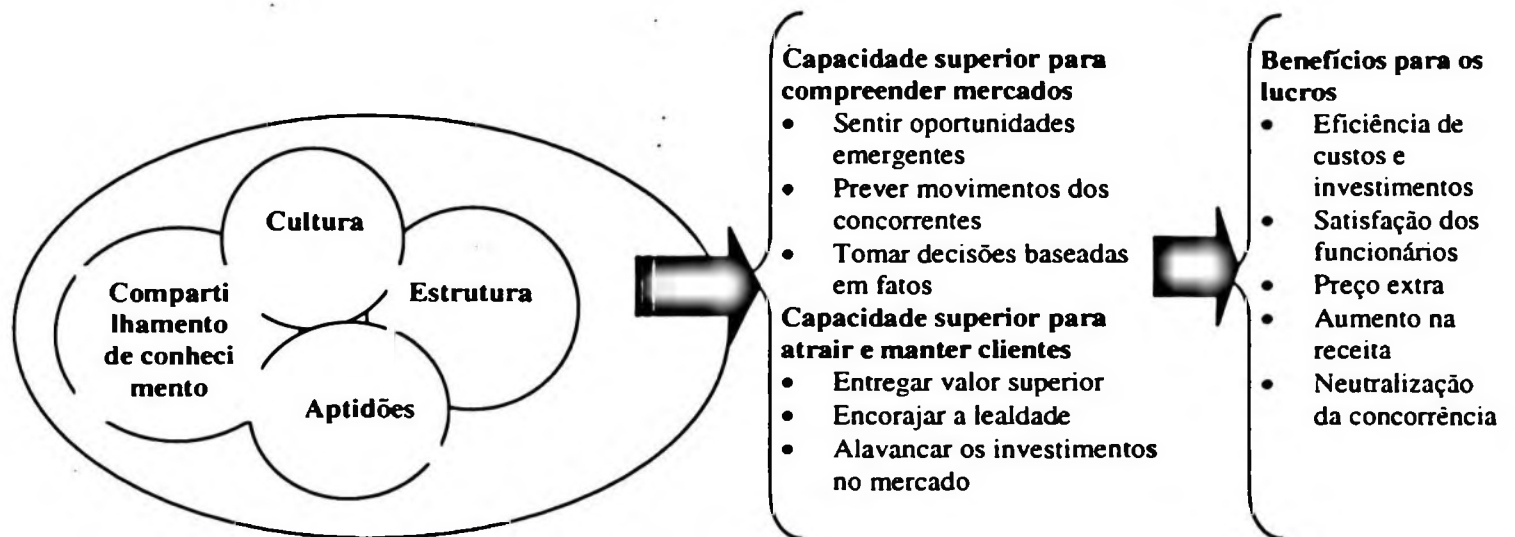 Cultura
Estrutura
Comparti
lhamento
de conheci
mento
Aptidões
Capacidade superior para
compreender mercados
• Sentir oportunidades
emergentes
• Prever movimentos dos
concorrentes
• Tomar decisões baseadas
em fatos
Capacidade superior para
atrair e manter clientes
• Entregar valor superior
• Encorajar a lealdade
• Alavancar os investimentos
no mercado
Benefícios para os
lucros
• Eficiência de
custos e
investimentos
• Satisfação dos
funcionários
• Preço extra
• Aumento na
receita
• Neutralização
da concorrência